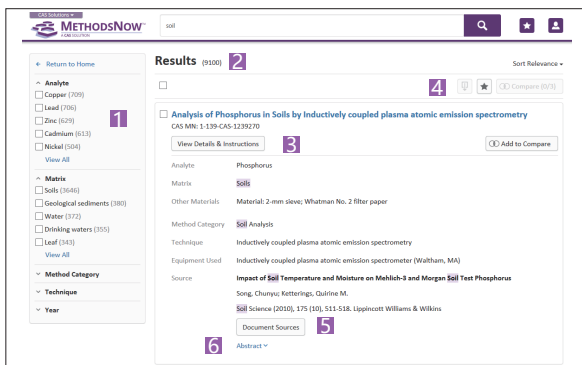 CAS Solutions
METHODSNOW™
A CAS SOLUTION
soil
Return to Home
Analyte
Copper (709)
Lead (706)
Zinc (629)
Cadmium (613)
Nickel (504)
View All
1
Matrix
Soils (3646)
Geological sediments (380)
Water (372)
Drinking waters (355)
Leaf (343)
View All
Method Category
Technique
Year
Results (9100) 2
Sort Relevance
4
Compare (0/3)
Analysis of Phosphorus in Soils by Inductively coupled plasma atomic emission spectrometry
CAS MN: 1-139-CAS-1239270
View Details & Instructions 3 Add to Compare
Analyte Phosphorus
Matrix Soils
Other Materials Material: 2-mm sieve; Whatman No. 2 filter paper
Method Category Soil Analysis
Technique Inductively coupled plasma atomic emission spectrometry
Equipment Used Inductively coupled plasma atomic emission spectrometer (Waltham, MA)
Source Impact of Soil Temperature and Moisture on Mehlich-3 and Morgan Soil Test Phosphorus
Song, Chunyu; Ketterings, Quirine M.
Soil Science (2010), 175 (10), 511-518. Lippincott Williams & Wilkins
Document Sources 5
6 Abstract